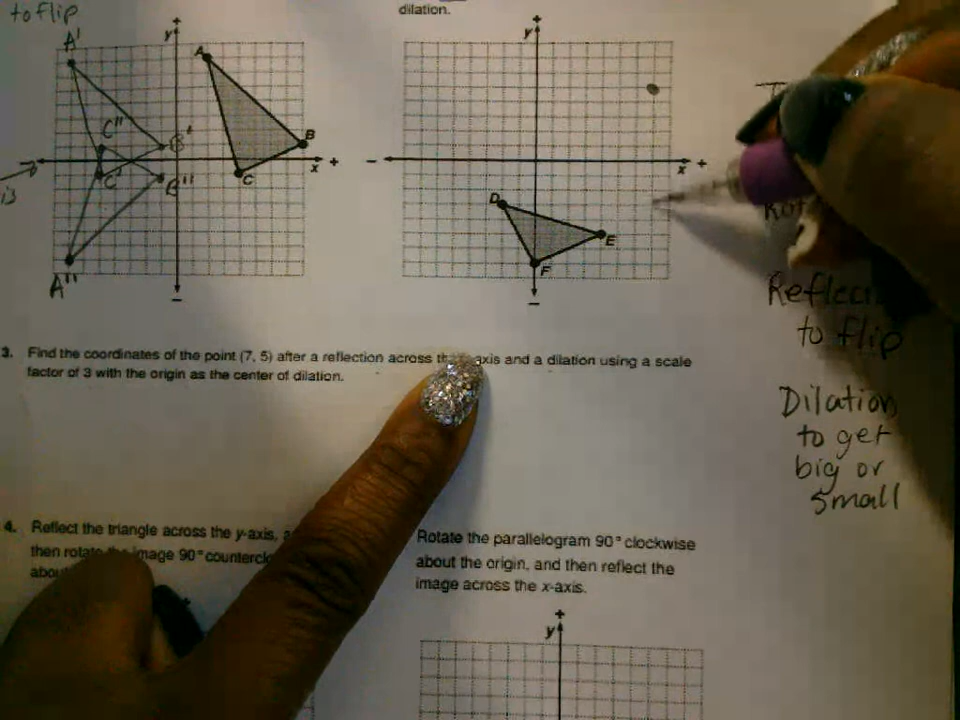 to flip
dilation.
+
y
A'
A
C"
B'
B
+
x
C'
C
B"
A"
−
+
y
−
+
x
D
E
F
−
Rot
Reflec
to flip
3. Find the coordinates of the point (7, 5) after a reflection across axis and a dilation using a scale
factor of 3 with the origin as the center of dilation.
Dilation
to get
big or
small
4. Reflect the triangle across the y-axis,
then rotate image 90° counterclo
Rotate the parallelogram 90° clockwise
about the origin, and then reflect the
image across the x-axis.
+
y